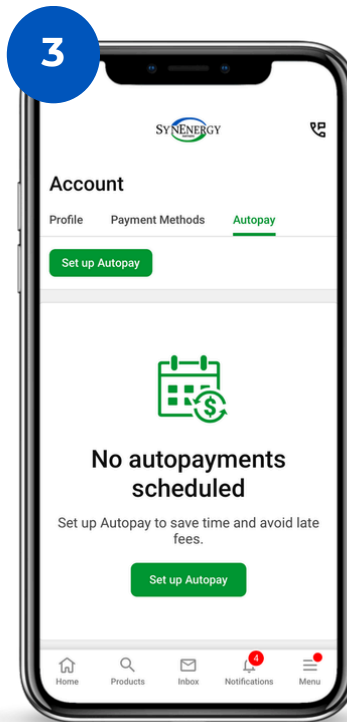 3
SYNENERGY
Account
Profile Payment Methods Autopay
Set up Autopay
$
No autopayments
scheduled
Set up Autopay to save time and avoid late
fees.
Set up Autopay
4
Home Products Inbox Notifications Menu